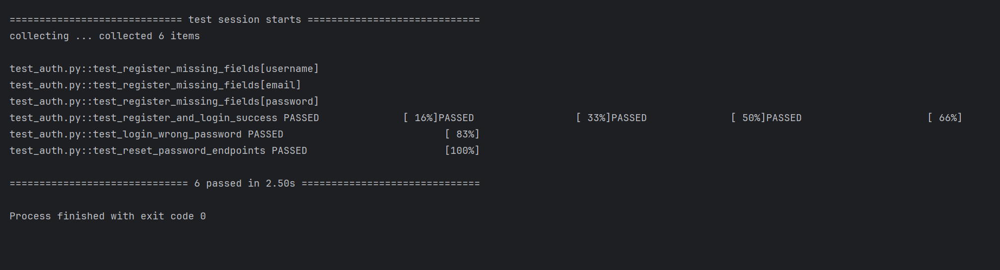 ============================= test session starts =============================
collecting ... collected 6 items
test_auth.py::test_register_missing_fields[username]
test_auth.py::test_register_missing_fields[email]
test_auth.py::test_register_missing_fields[password]
test_auth.py::test_register_and_login_success PASSED              [ 16%]PASSED                 [ 33%]PASSED              [ 50%]PASSED                     [ 66%]
test_auth.py::test_login_wrong_password PASSED                           [ 83%]
test_auth.py::test_reset_password_endpoints PASSED                       [100%]
============================== 6 passed in 2.50s ==============================
Process finished with exit code 0